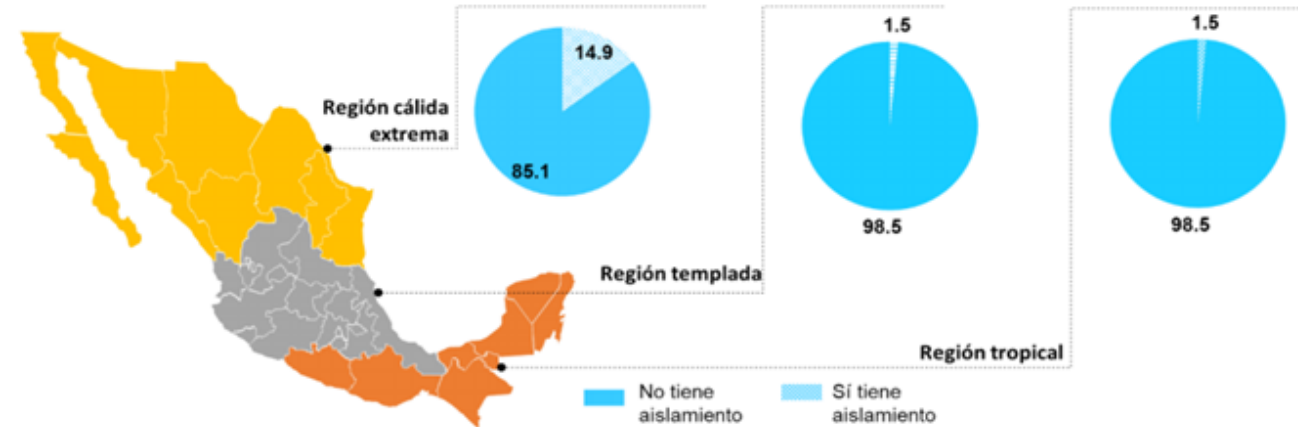 14.9
85.1
Región cálida
extrema
1.5
98.5
Región templada
1.5
98.5
Región tropical
No tiene
aislamiento
Sí tiene
aislamiento